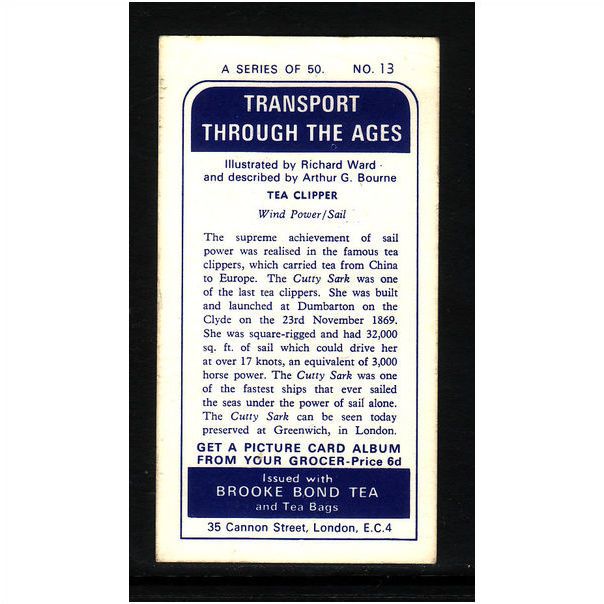 A SERIES OF 50. NO. 13
TRANSPORT
THROUGH THE AGES
Illustrated by Richard Ward
and described by Arthur G. Bourne
TEA CLIPPER
Wind Power/Sail
The supreme achievement of sail
power was realised in the famous tea
clippers, which carried tea from China
to Europe. The Cutty Sark was one
of the last tea clippers. She was built
and launched at Dumbarton on the
Clyde on the 23rd November 1869.
She was square-rigged and had 32,000
sq. ft. of sail which could drive her
at over 17 knots, an equivalent of 3,000
horse power. The Cutty Sark was one
of the fastest ships that ever sailed
the seas under the power of sail alone.
The Cutty Sark can be seen today
preserved at Greenwich, in London.
GET A PICTURE CARD ALBUM
FROM YOUR GROCER-Price 6d
Issued with
BROOKE BOND TEA
and Tea Bags
35 Cannon Street, London, E.C.4